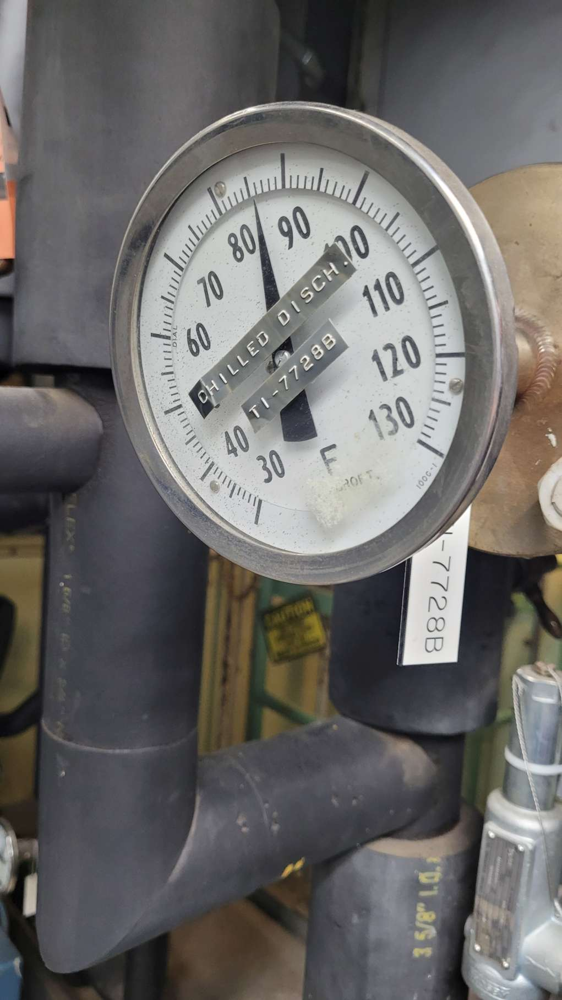 80
90
100
70
110
60
120
40
130
30
F
DIAL
CHILLED DISCH.
TI-7728B
100C-1
-7728B
CAUTION
3 5/8" I.D.